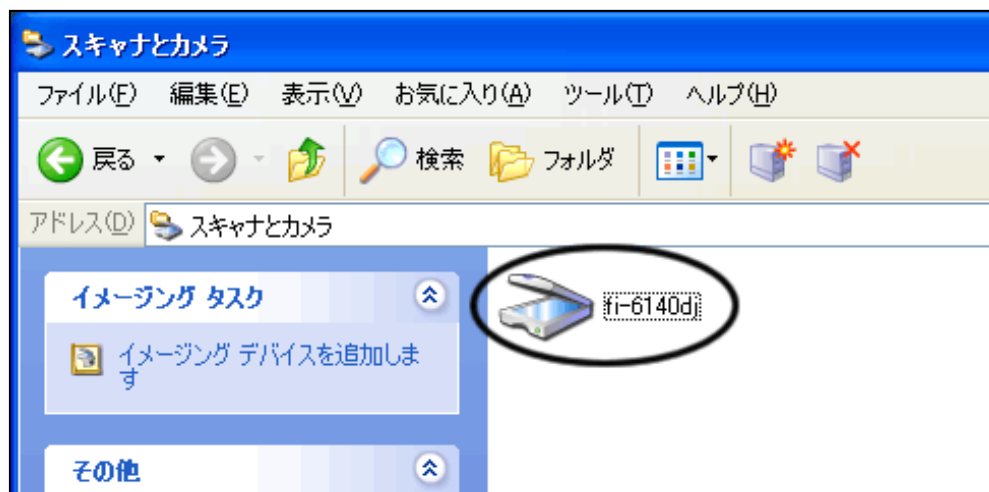 スキャナとカメラ
ファイル(F) 編集(E) 表示(V) お気に入り(A) ツール(T) ヘルプ(H)
戻る 検索 フォルダ
アドレス(D) スキャナとカメラ
イメージング タスク
fi-6140dj
イメージング デバイスを追加しま
す
その他